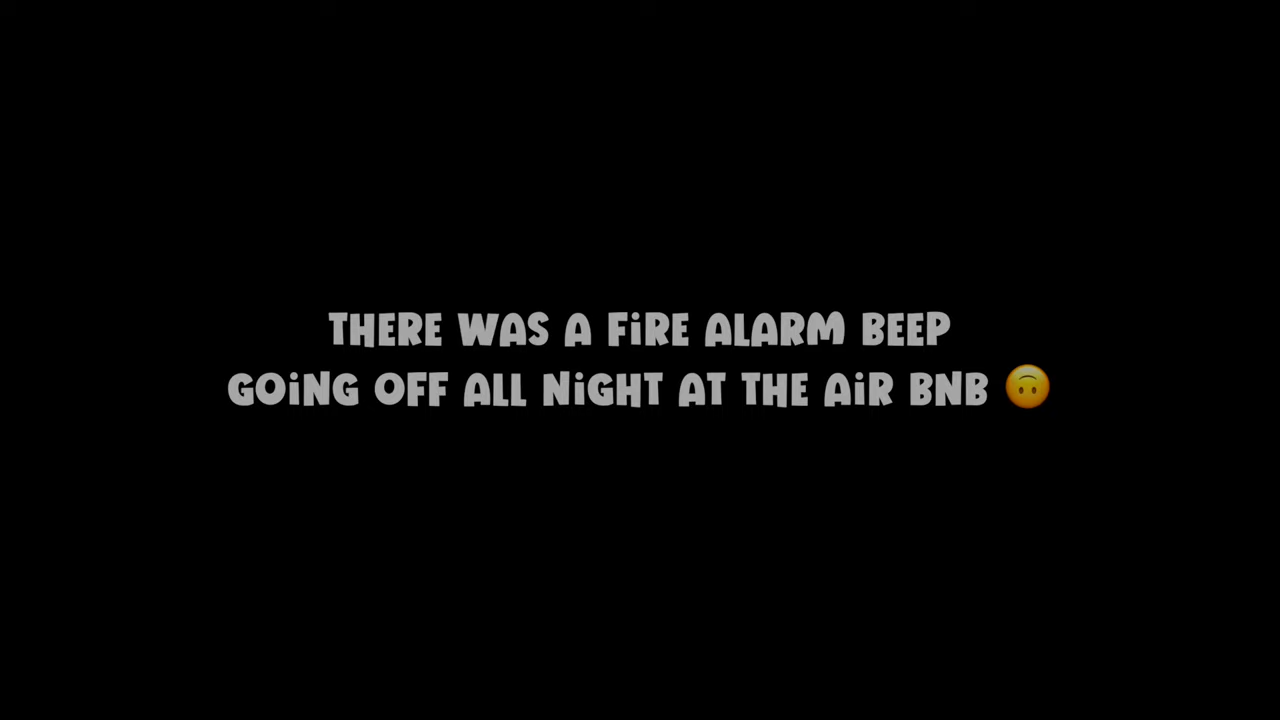 THERE WAS A FiRE ALARM BEEP
GOiNG OFF ALL NiGHT AT THE AiR BNB 🙃